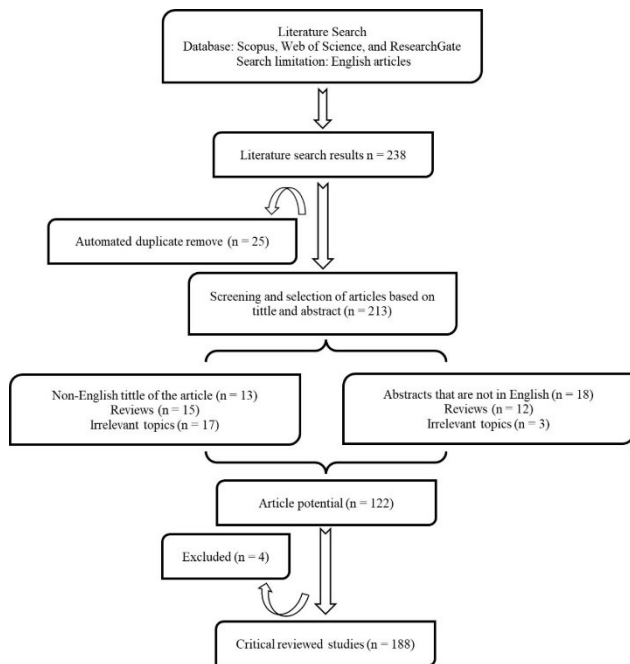 Literature Search
Database: Scopus, Web of Science, and ResearchGate
Search limitation: English articles
Literature search results n = 238
Automated duplicate remove (n = 25)
Screening and selection of articles based on
tittle and abstract (n = 213)
Non-English tittle of the article (n = 13)
Reviews (n = 15)
Irrelevant topics (n = 17)
Abstracts that are not in English (n = 18)
Reviews (n = 12)
Irrelevant topics (n = 3)
Article potential (n = 122)
Excluded (n = 4)
Critical reviewed studies (n = 188)